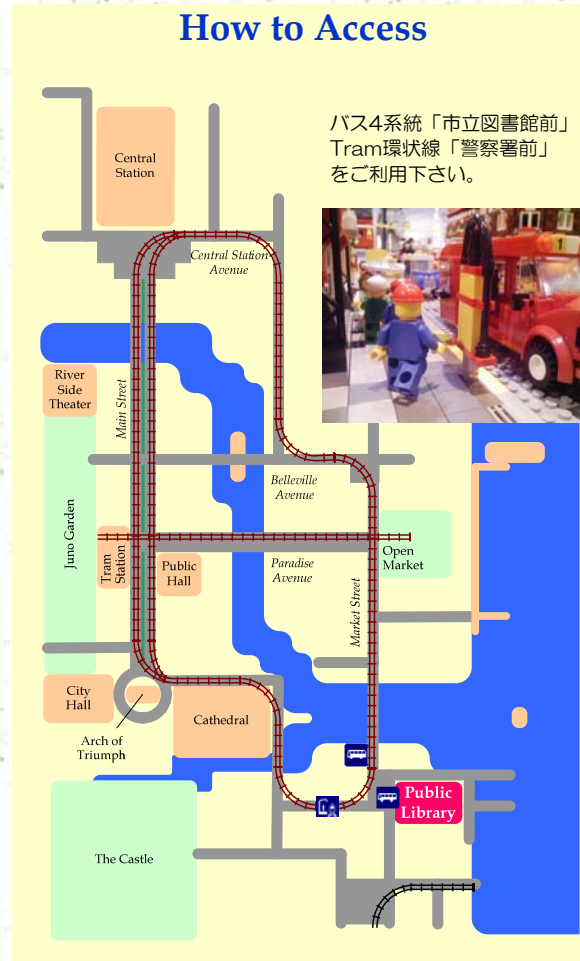 How to Access
バス4系統「市立図書館前」
Tram環状線「警察署前」
をご利用下さい。
Central
Station
Central Station
Avenue
1
River
Side
Theater
Main Street
Belleville
Avenue
Juno Garden
Tram
Station
Public
Hall
Paradise
Avenue
Open
Market
Market Street
City
Hall
Cathedral
Arch of
Triumph
Public
Library
The Castle